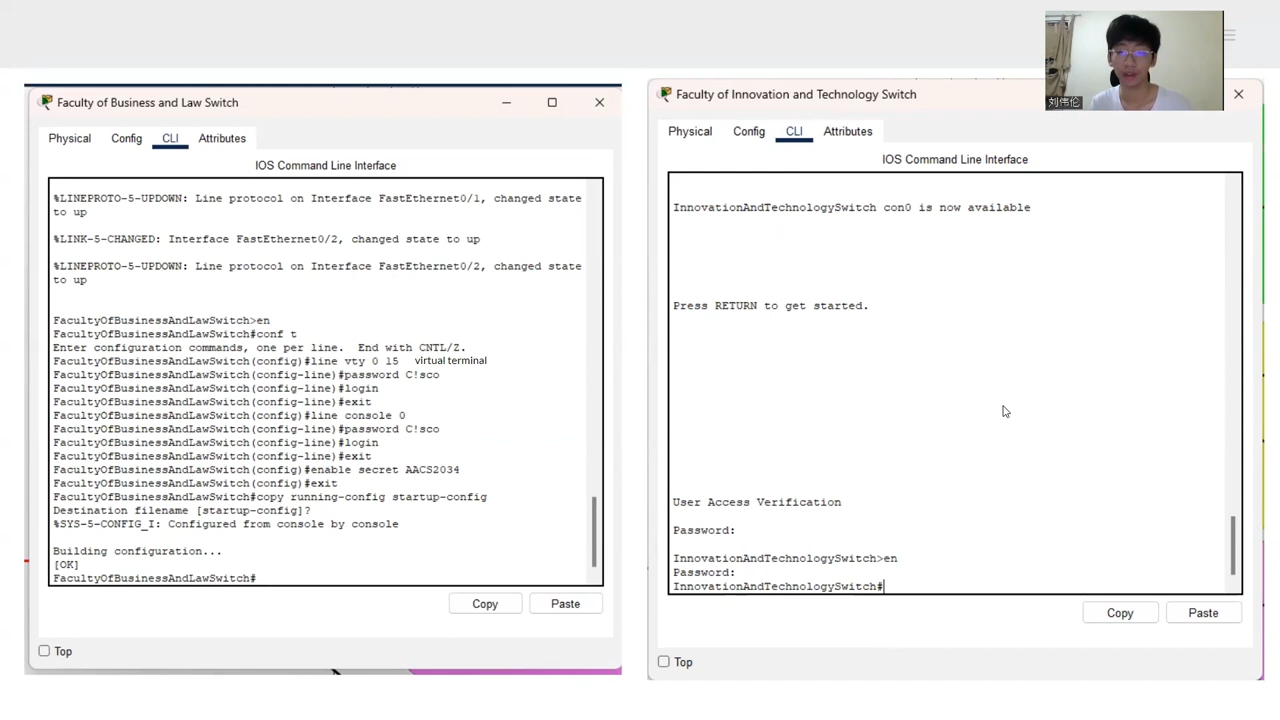 Faculty of Business and Law Switch
Physical Config CLI Attributes
IOS Command Line Interface
%LINEPROTO-5-UPDOWN: Line protocol on Interface FastEthernet0/1, changed state
to up
%LINK-5-CHANGED: Interface FastEthernet0/2, changed state to up
%LINEPROTO-5-UPDOWN: Line protocol on Interface FastEthernet0/2, changed state
to up
FacultyOfBusinessAndLawSwitch>en
FacultyOfBusinessAndLawSwitch#conf t
Enter configuration commands, one per line. End with CNTL/Z.
FacultyOfBusinessAndLawSwitch(config)#line vty 0 15 virtual terminal
FacultyOfBusinessAndLawSwitch(config-line)#password C!sco
FacultyOfBusinessAndLawSwitch(config-line)#login
FacultyOfBusinessAndLawSwitch(config-line)#exit
FacultyOfBusinessAndLawSwitch(config)#line console 0
FacultyOfBusinessAndLawSwitch(config-line)#password C!sco
FacultyOfBusinessAndLawSwitch(config-line)#login
FacultyOfBusinessAndLawSwitch(config-line)#exit
FacultyOfBusinessAndLawSwitch(config)#enable secret AACS2034
FacultyOfBusinessAndLawSwitch(config)#exit
FacultyOfBusinessAndLawSwitch#copy running-config startup-config
Destination filename [startup-config]?
%SYS-5-CONFIG_I: Configured from console by console
Building configuration...
[OK]
FacultyOfBusinessAndLawSwitch#
Copy Paste
Top
Faculty of Innovation and Technology Switch
刘伟伦
Physical Config CLI Attributes
IOS Command Line Interface
InnovationAndTechnologySwitch con0 is now available
Press RETURN to get started.
User Access Verification
Password:
InnovationAndTechnologySwitch>en
Password:
InnovationAndTechnologySwitch#
Copy Paste
Top